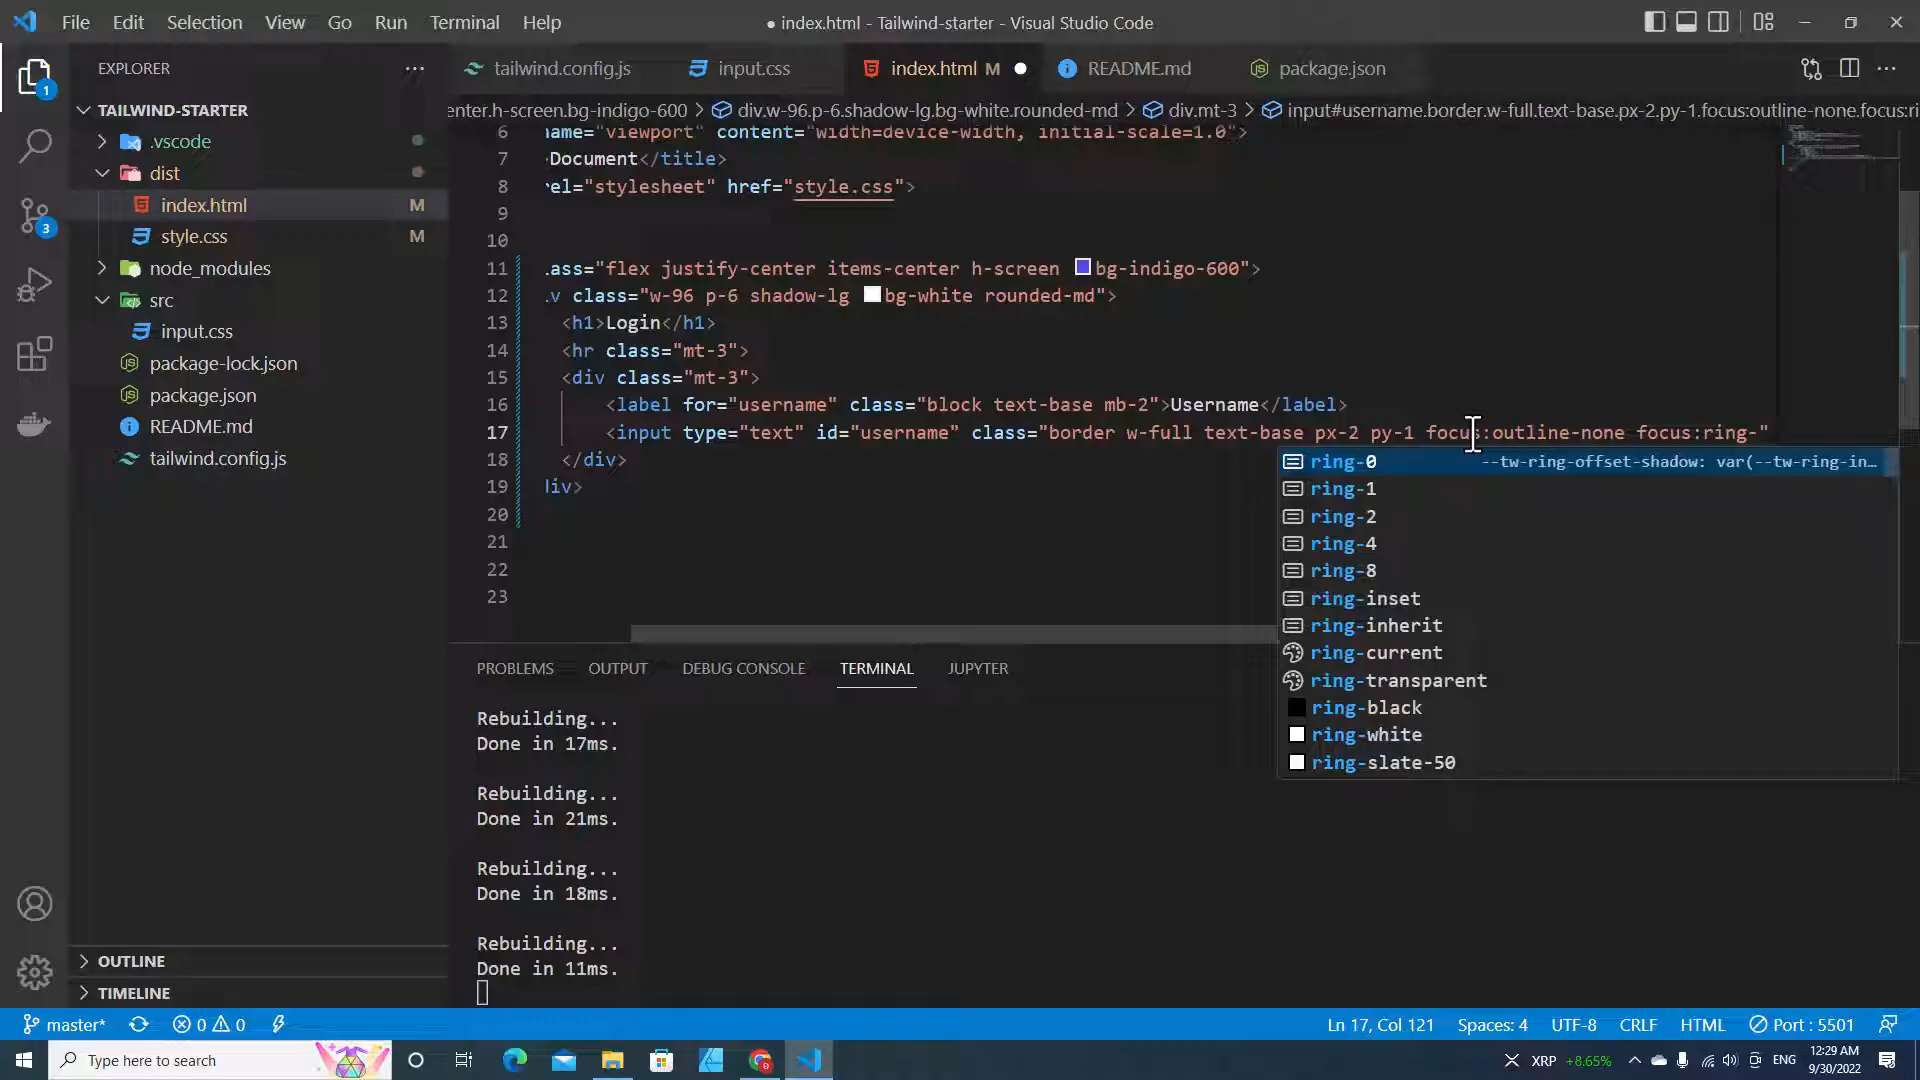 File Edit Selection View Go Run Terminal Help
● index.html - Tailwind-starter - Visual Studio Code
EXPLORER
tailwind.config.js
input.css
index.html M
README.md
package.json
TAILWIND-STARTER
.vscode
dist
index.html M
style.css M
node_modules
src
input.css
package-lock.json
package.json
README.md
tailwind.config.js
OUTLINE
TIMELINE
1
3
enter.h-screen.bg-indigo-600 > div.w-96.p-6.shadow-lg.bg-white.rounded-md > div.mt-3 > input#username.border.w-full.text-base.px-2.py-1.focus:outline-none.focus:ri
6 name="viewport" content="width=device-width, initial-scale=1.0">
7 Document</title>
8 rel="stylesheet" href="style.css">
9
10
11 .ass="flex justify-center items-center h-screen bg-indigo-600">
12 .v class="w-96 p-6 shadow-lg bg-white rounded-md">
13 <h1>Login</h1>
14 <hr class="mt-3">
15 <div class="mt-3">
16 <label for="username" class="block text-base mb-2">Username</label>
17 <input type="text" id="username" class="border w-full text-base px-2 py-1 focus:outline-none focus:ring-"
18 </div>
19 div>
20
21
22
23
ring-0 --tw-ring-offset-shadow: var(--tw-ring-in…
ring-1
ring-2
ring-4
ring-8
ring-inset
ring-inherit
ring-current
ring-transparent
ring-black
ring-white
ring-slate-50
PROBLEMS OUTPUT DEBUG CONSOLE TERMINAL JUPYTER
Rebuilding...
Done in 17ms.
Rebuilding...
Done in 21ms.
Rebuilding...
Done in 18ms.
Rebuilding...
Done in 11ms.
master* 0 0 Ln 17, Col 121 Spaces: 4 UTF-8 CRLF HTML Port : 5501
Type here to search
XRP +8.65%
ENG
12:29 AM
9/30/2022